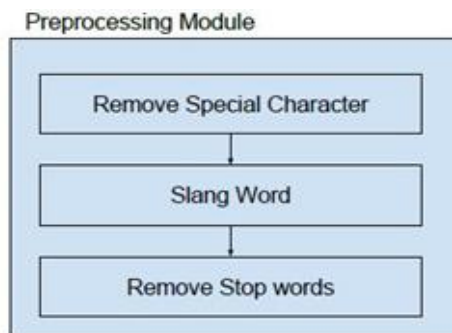 Preprocessing Module
Remove Special Character
Slang Word
Remove Stop words